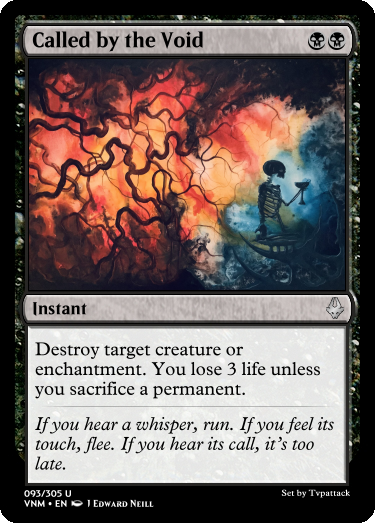 Called by the Void
Instant
Destroy target creature or
enchantment. You lose 3 life unless
you sacrifice a permanent.
If you hear a whisper, run. If you feel its
touch, flee. If you hear its call, it's too
late.
093/305 U
VNM • EN J Edward Neill
Set by Tvpattack